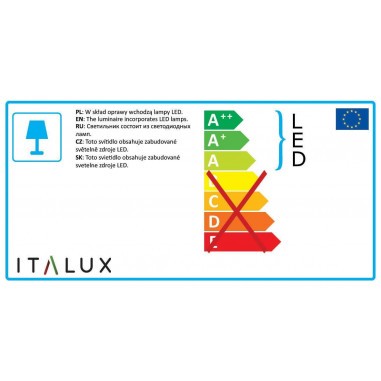 PL: W skład oprawy wchodzą lampy LED.
EN: The luminaire incorporates LED lamps.
RU: Светильник состоит из светодиодных
ламп.
CZ: Toto svítidlo obsahuje zabudované
světelné zdroje LED.
SK: Toto svietidlo obsahuje zabudované
svetelne zdroje LED.
A++
A+
A
C
D
LED
ITALUX